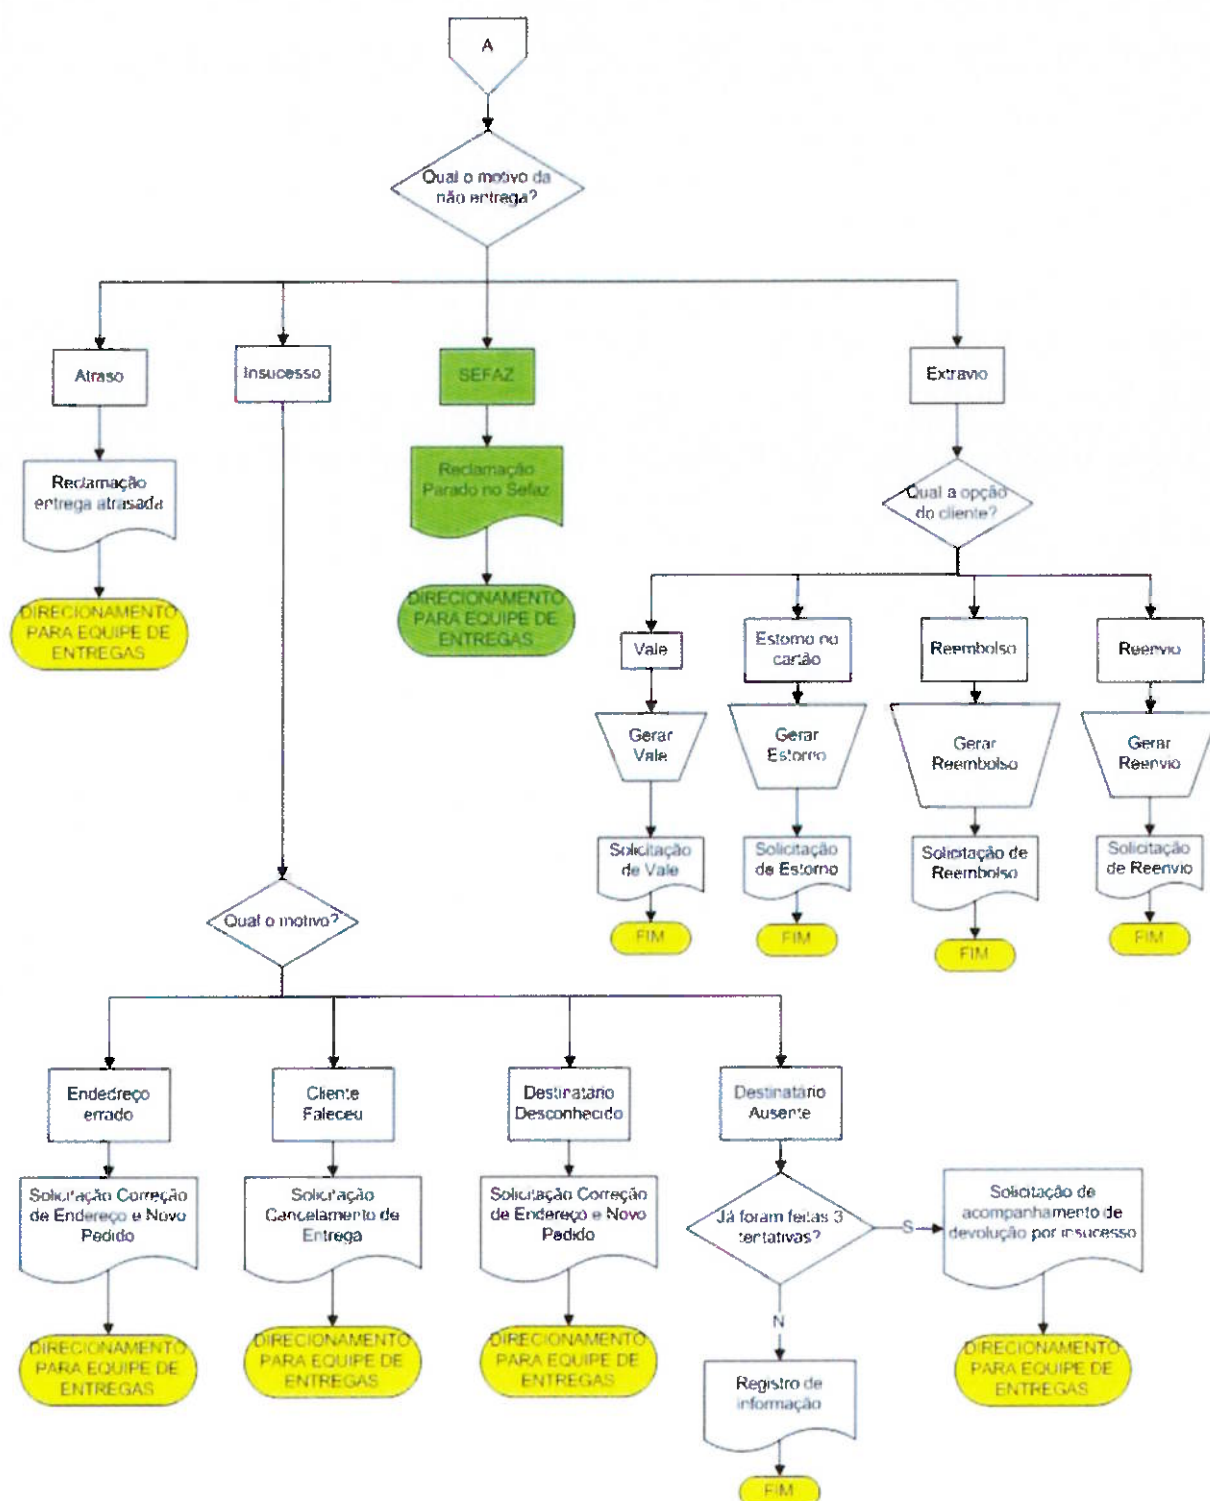 A
Qual o motivo da
não entrega?
Atraso
Insucesso
SEFAZ
Extravio
Reclamação
entrega atrasada
Reclamação
Parado no Sefaz
Qual a opção
do cliente?
DIRECIONAMENTO
PARA EQUIPE DE
ENTREGAS
DIRECIONAMENTO
PARA EQUIPE DE
ENTREGAS
Vale
Estorno no
cartão
Reembolso
Reenvio
Gerar
Vale
Gerar
Estorno
Gerar
Reembolso
Gerar
Reenvio
Solicitação
de Vale
Solicitação
de Estorno
Solicitação de
Reembolso
Solicitação
de Reenvio
FIM
FIM
FIM
FIM
Qual o motivo?
Endedreço
errado
Cliente
Faleceu
Destinatário
Desconhecido
Destinatário
Ausente
Solicitação Correção
de Endereço e Novo
Pedido
Solicitação
Cancelamento de
Entrega
Solicitação Correção
de Endereço e Novo
Pedido
Já foram feitas 3
tentativas?
S
Solicitação de
acompanhamento de
devolução por insucesso
N
DIRECIONAMENTO
PARA EQUIPE DE
ENTREGAS
DIRECIONAMENTO
PARA EQUIPE DE
ENTREGAS
DIRECIONAMENTO
PARA EQUIPE DE
ENTREGAS
Registro de
informação
DIRECIONAMENTO
PARA EQUIPE DE
ENTREGAS
FIM